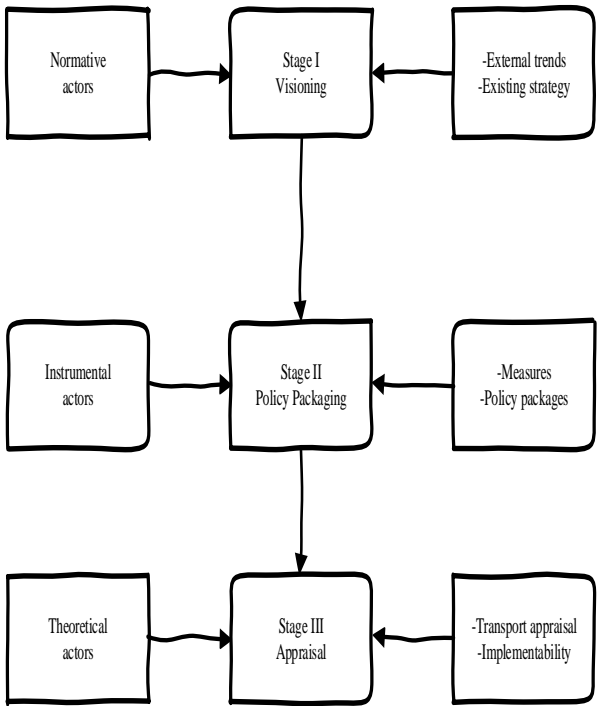 Normative
actors
Stage I
Visioning
-External trends
-Existing strategy
Instrumental
actors
Stage II
Policy Packaging
-Measures
-Policy packages
Theoretical
actors
Stage III
Appraisal
-Transport appraisal
-Implementability